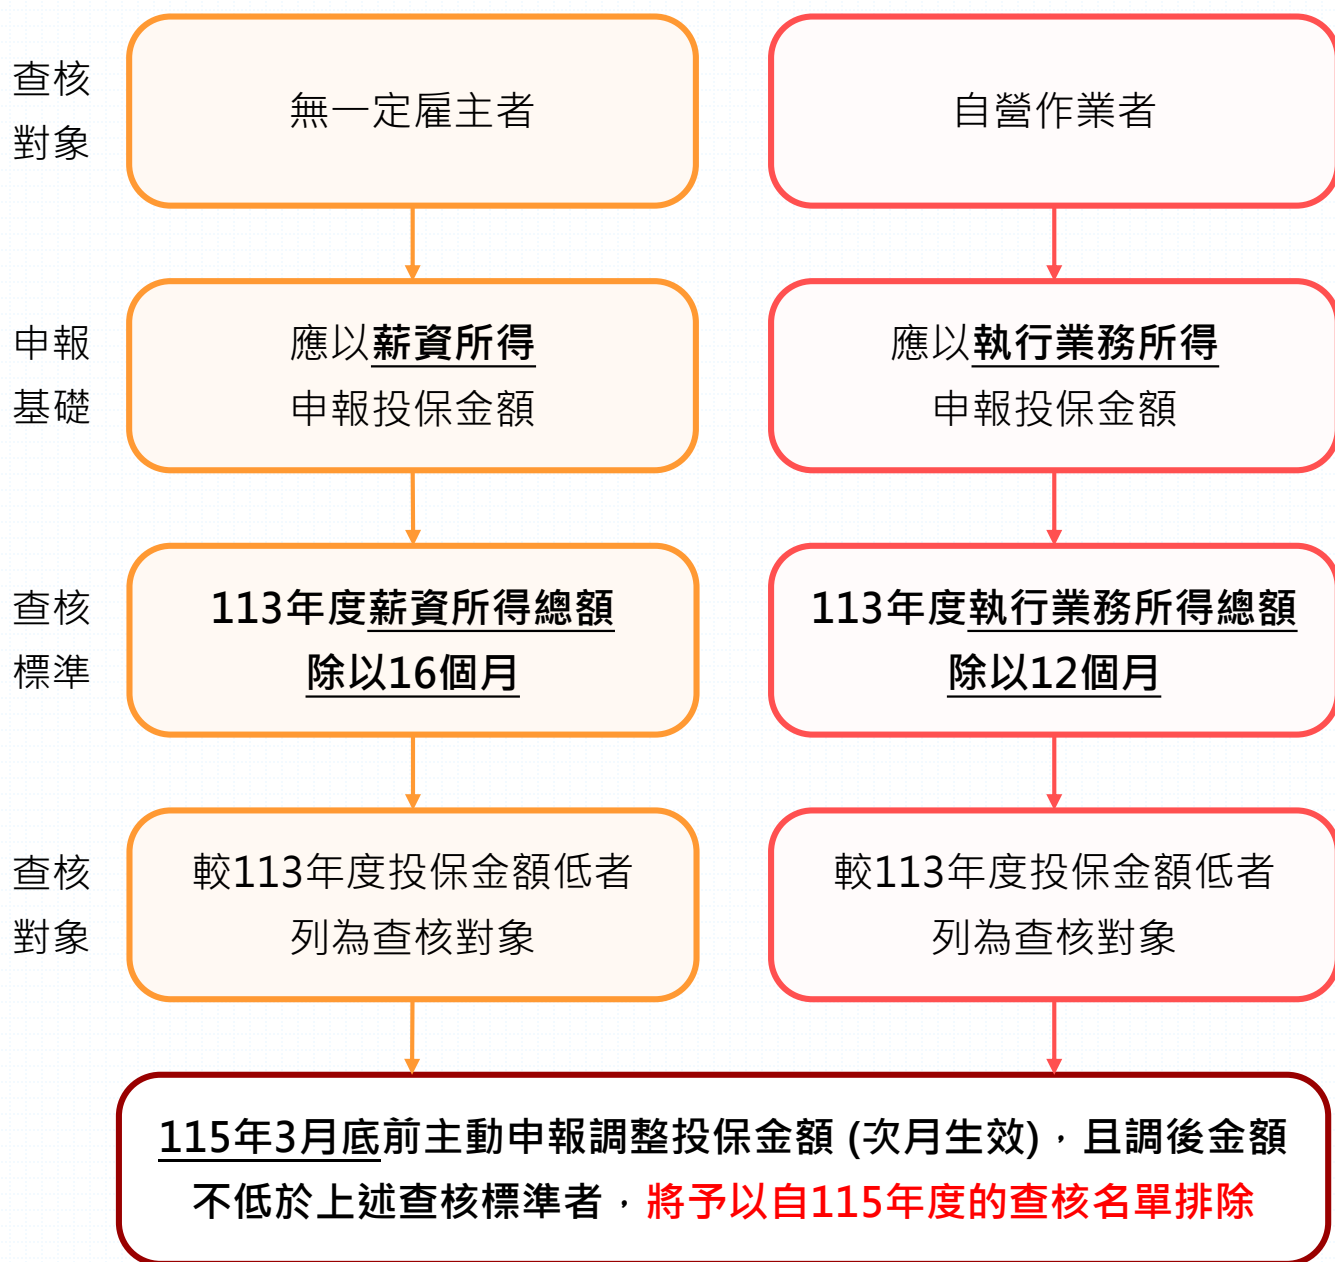 查核
對象
無一定雇主者
自營作業者
申報
基礎
應以薪資所得
申報投保金額
應以執行業務所得
申報投保金額
查核
標準
113年度薪資所得總額
除以16個月
113年度執行業務所得總額
除以12個月
查核
對象
較113年度投保金額低者
列為查核對象
較113年度投保金額低者
列為查核對象
115年3月底前主動申報調整投保金額 (次月生效)，且調後金額
不低於上述查核標準者，將予以自115年度的查核名單排除